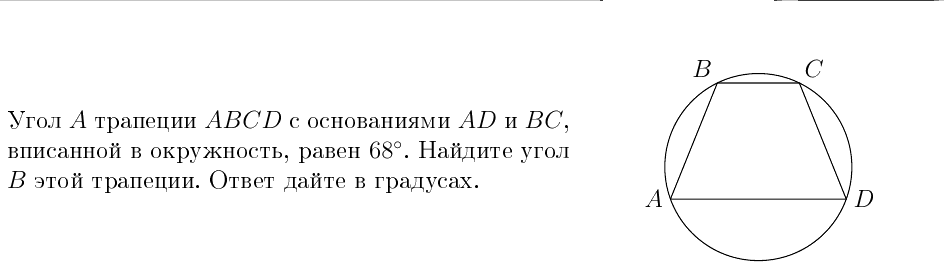 B C
Угол A трапеции ABCD с основаниями AD и BC,
вписанной в окружность, равен 68°. Найдите угол
B этой трапеции. Ответ дайте в градусах.
A D